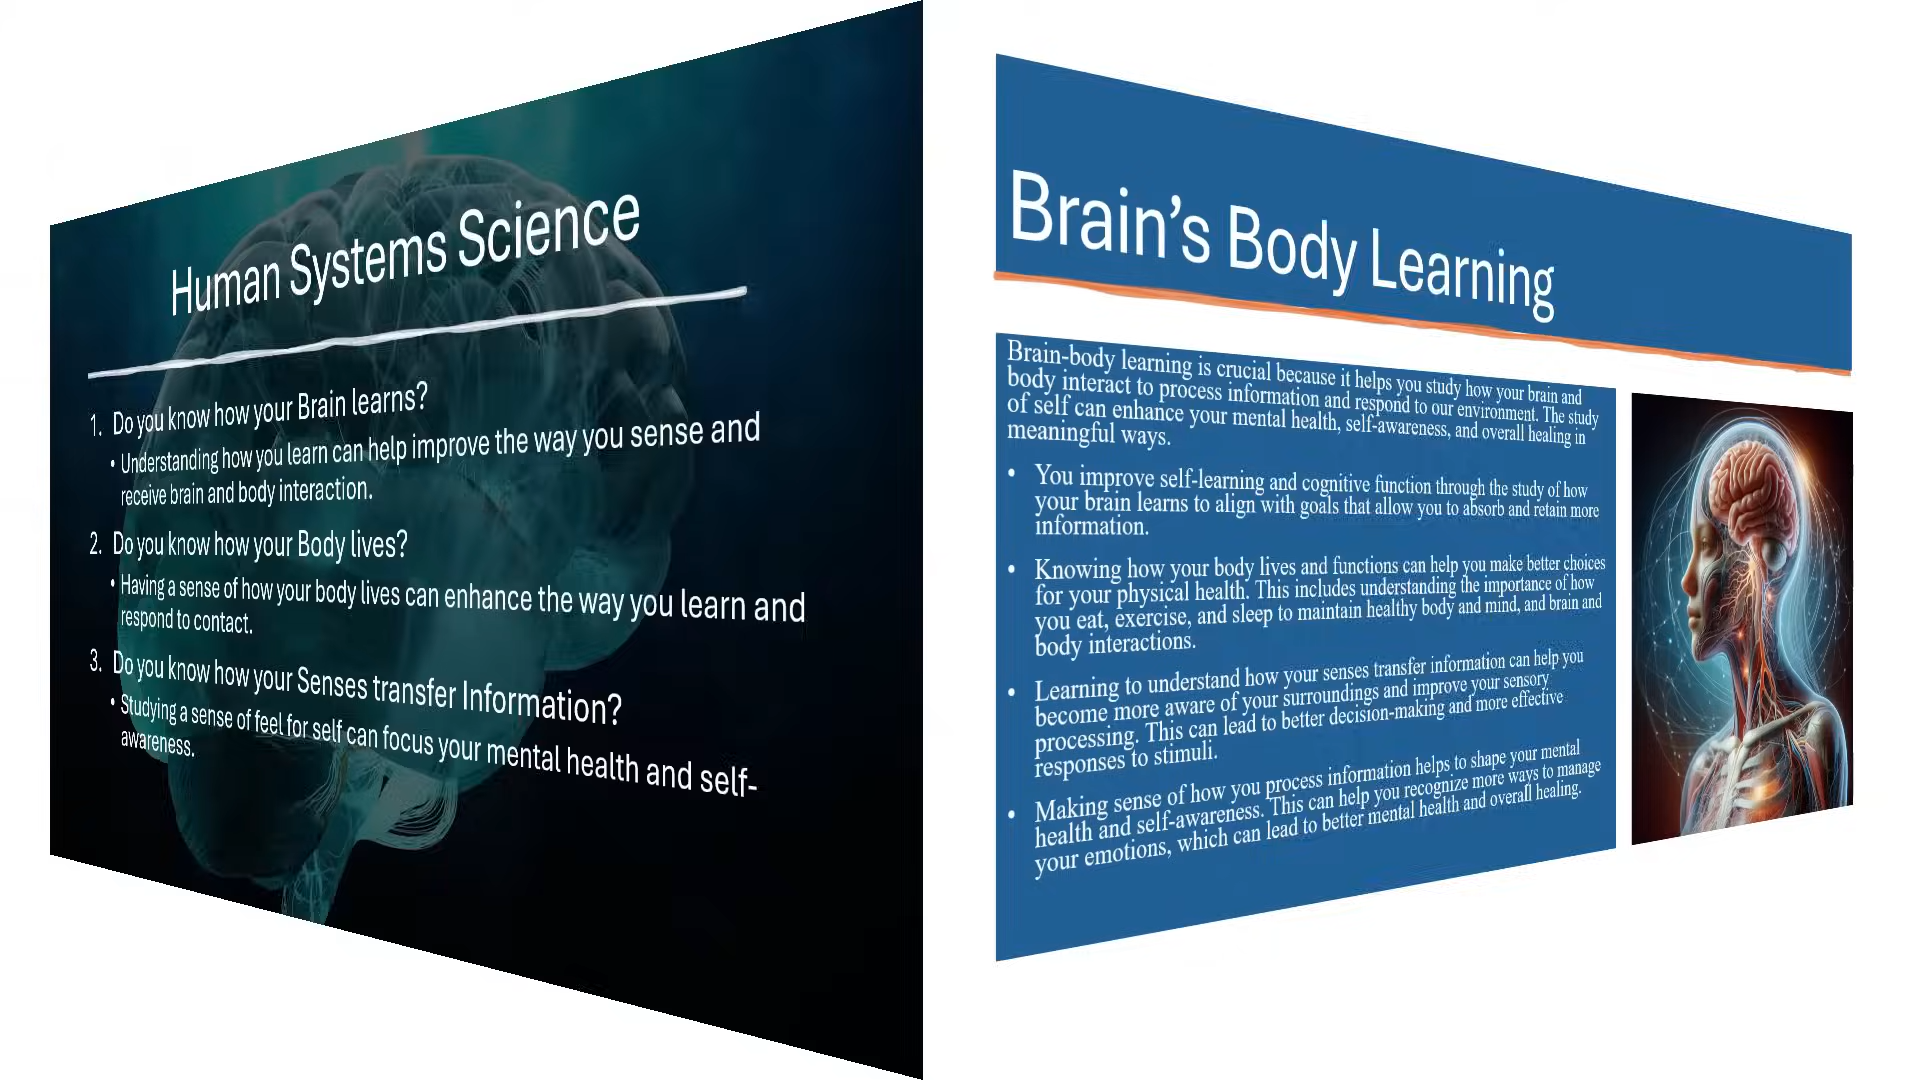 Human Systems Science
1. Do you know how your Brain learns?
• Understanding how you learn can help improve the way you sense and
receive brain and body interaction.
2. Do you know how your Body lives?
• Having a sense of how your body lives can enhance the way you learn and
respond to contact.
3. Do you know how your Senses transfer Information?
• Studying a sense of feel for self can focus your mental health and self-
awareness.
Brain’s Body Learning
Brain-body learning is crucial because it helps you study how your brain and
body interact to process information and respond to our environment. The study
of self can enhance your mental health, self-awareness, and overall healing in
meaningful ways.
• You improve self-learning and cognitive function through the study of how
your brain learns to align with goals that allow you to absorb and retain more
information.
• Knowing how your body lives and functions can help you make better choices
for your physical health. This includes understanding the importance of how
you eat, exercise, and sleep to maintain healthy body and mind, and brain and
body interactions.
• Learning to understand how your senses transfer information can help you
become more aware of your surroundings and improve your sensory
processing. This can lead to better decision-making and more effective
responses to stimuli.
• Making sense of how you process information helps to shape your mental
health and self-awareness. This can help you recognize more ways to manage
your emotions, which can lead to better mental health and overall healing.